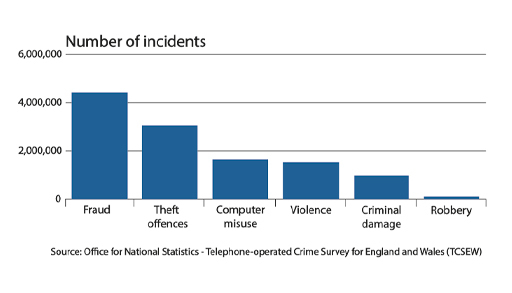 Number of incidents
6,000,000
4,000,000
2,000,000
0
Fraud
Theft
offences
Computer
misuse
Violence
Criminal
damage
Robbery
Source: Office for National Statistics - Telephone-operated Crime Survey for England and Wales (TCSEW)